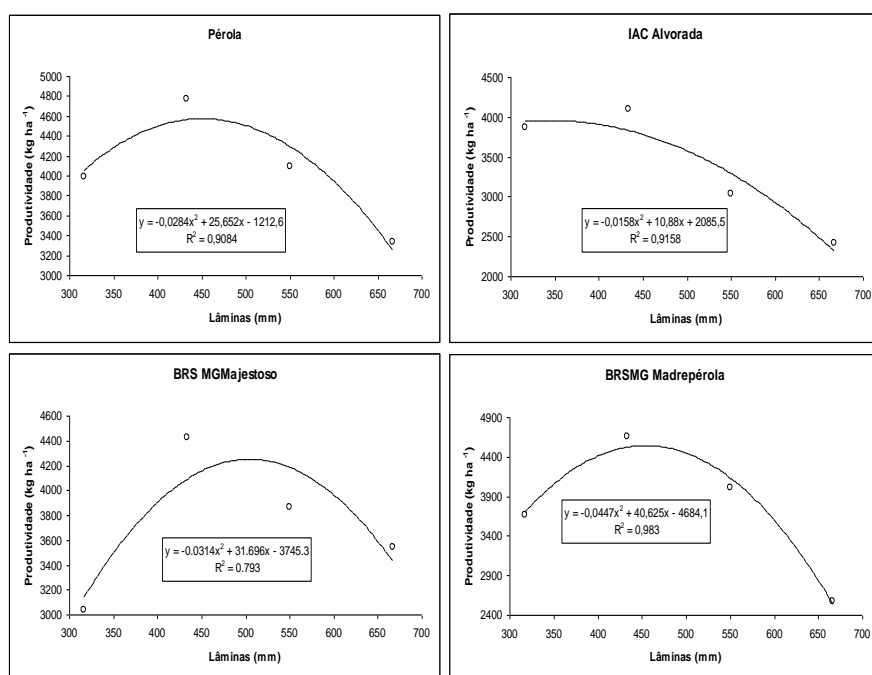 Pérola
Produtividade (kg ha ⁻¹)
5000
4800
4600
4400
4200
4000
3800
3600
3400
3200
3000
y = -0,0284x² + 25,652x - 1212,6
R² = 0,9084
300 350 400 450 500 550 600 650 700
Lâminas (mm)
IAC Alvorada
Produtividade (kg ha ⁻¹)
4500
4000
3500
3000
2500
2000
y = -0,0158x² + 10,88x + 2085,5
R² = 0,9158
300 350 400 450 500 550 600 650 700
Lâminas (mm)
BRS MGMajestoso
Produtividade (kg ha ⁻¹)
4600
4400
4200
4000
3800
3600
3400
3200
3000
y = -0.0314x² + 31.696x - 3745.3
R² = 0.793
300 350 400 450 500 550 600 650 700
Lâminas (mm)
BRSMG Madrepérola
Produtividade (kg ha ⁻¹)
4900
4400
3900
3400
2900
2400
y = -0,0447x² + 40,625x - 4684,1
R² = 0,983
300 350 400 450 500 550 600 650 700
Lâminas (mm)